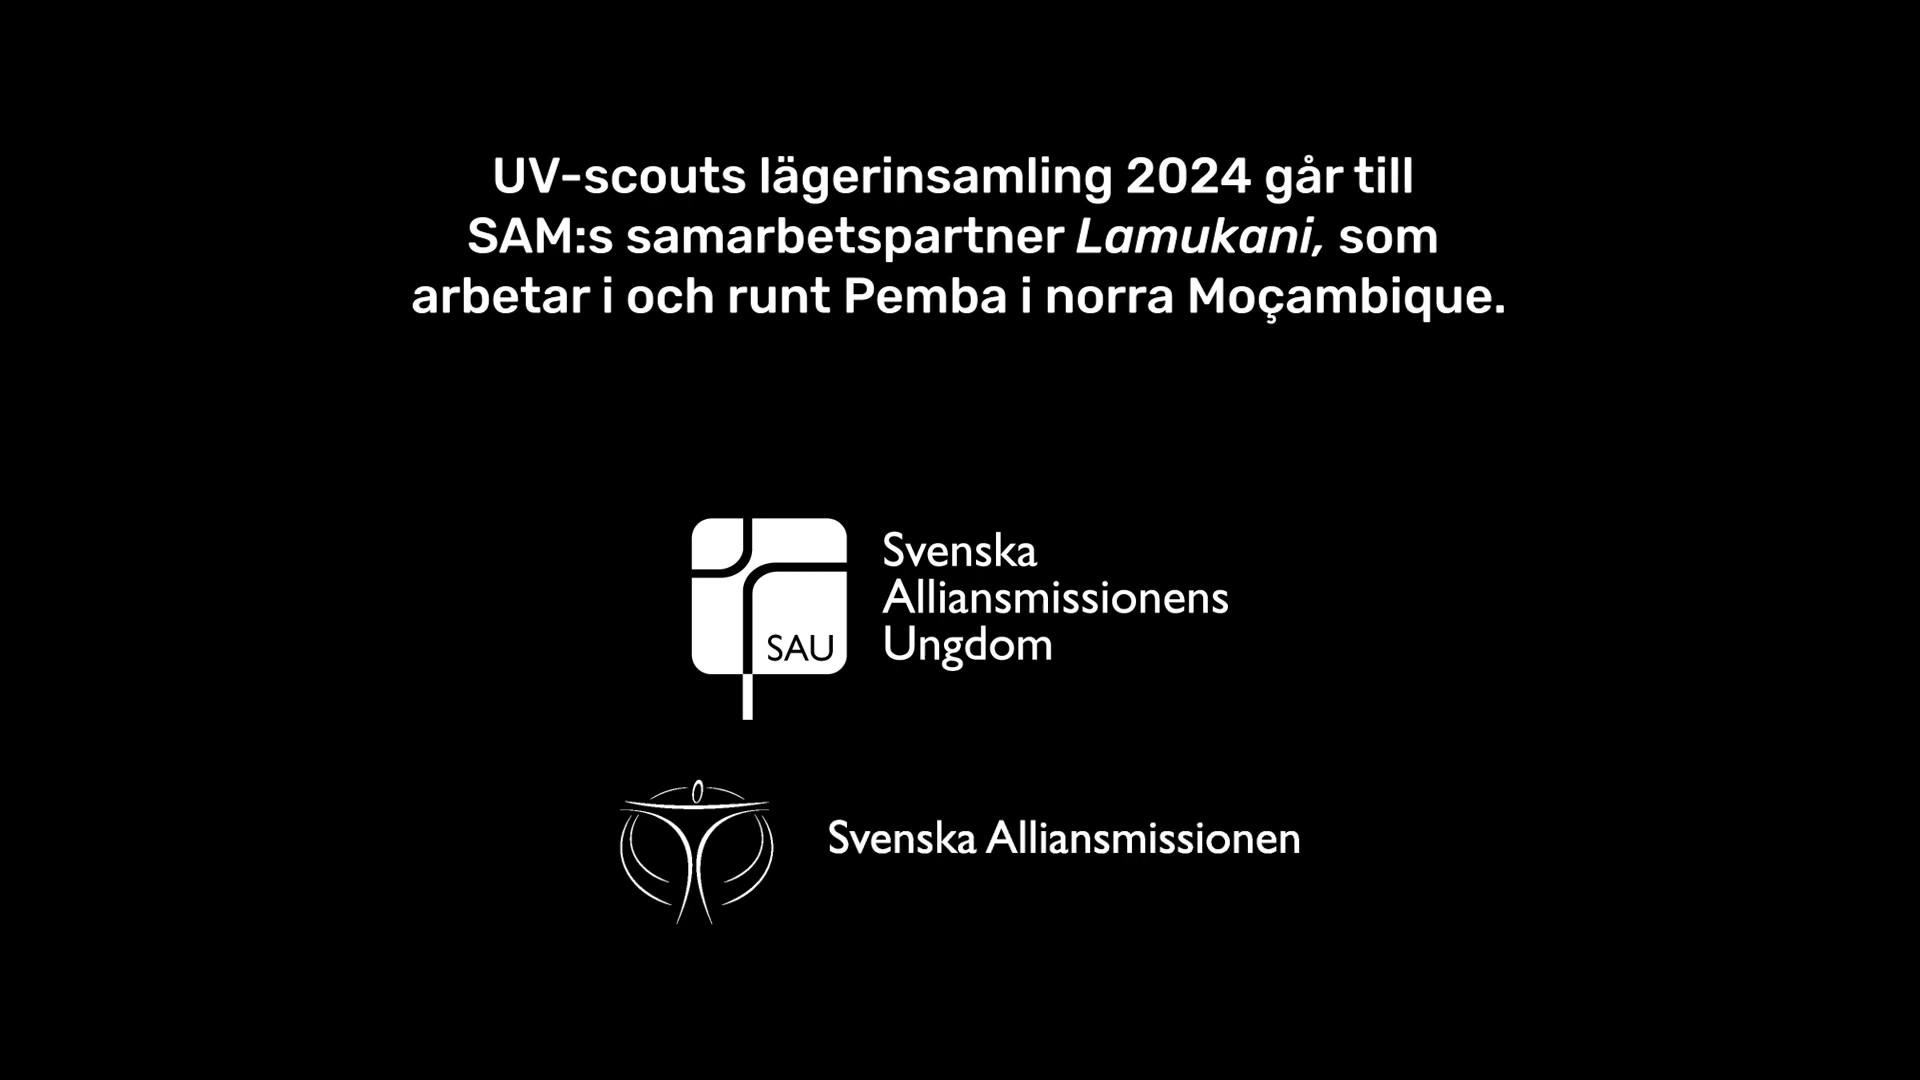 UV-scouts lägerinsamling 2024 går till
SAM:s samarbetspartner Lamukani, som
arbetar i och runt Pemba i norra Moçambique.
SAU
Svenska
Alliansmissionens
Ungdom
Svenska Alliansmissionen